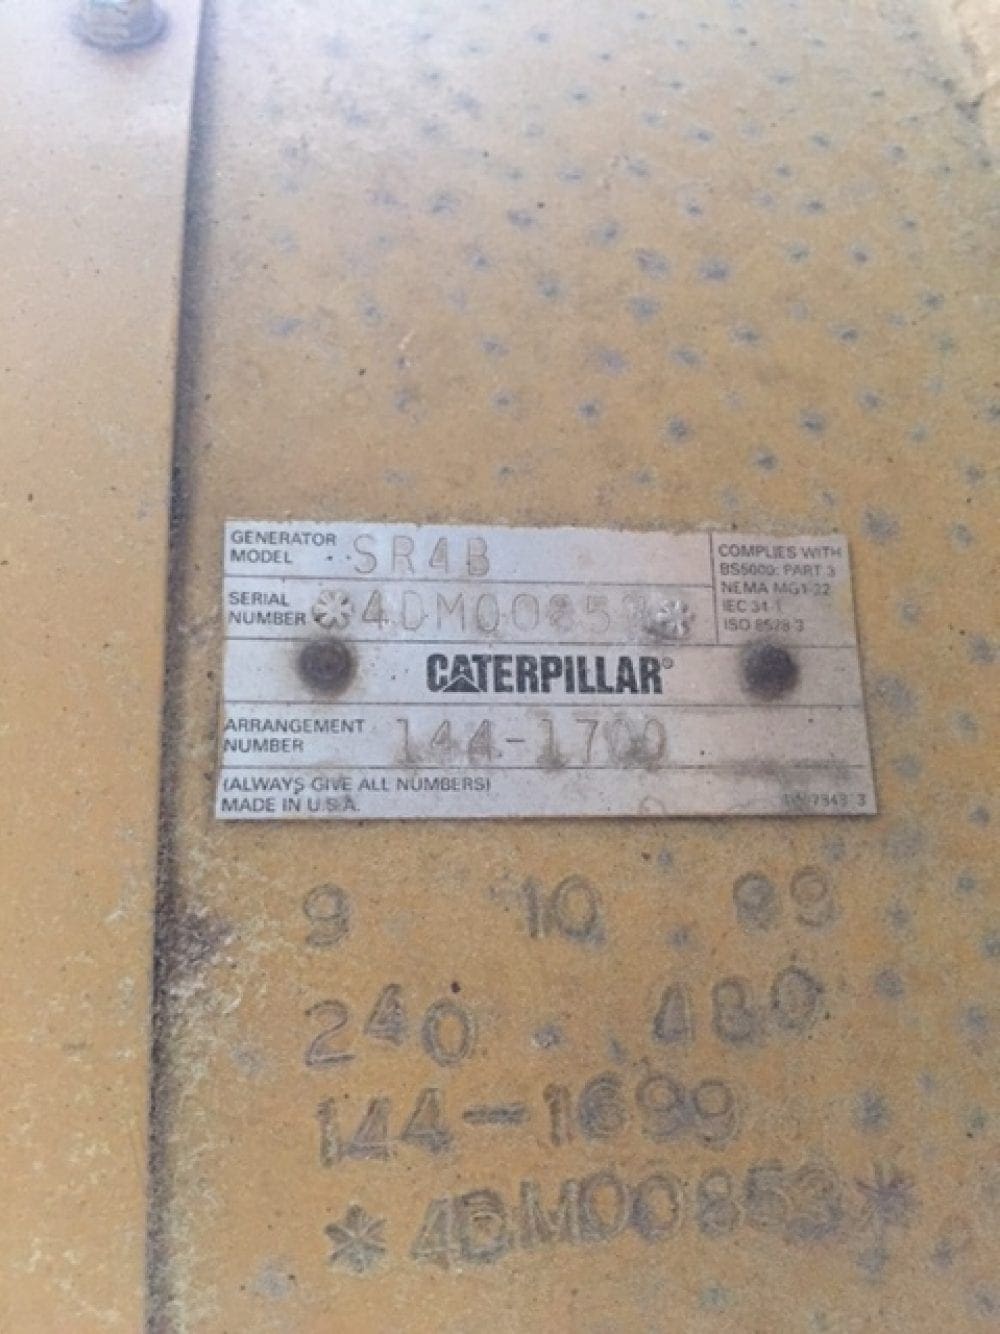 GENERATOR
MODEL SR4B
COMPLIES WITH
BS5000: PART 3
NEMA MG1-22
IEC 34-1
ISO 8528-3
SERIAL
NUMBER *4DM00853*
CATERPILLAR®
ARRANGEMENT
NUMBER 144-1700
(ALWAYS GIVE ALL NUMBERS)
MADE IN U.S.A.
9 10 99
240 480
144-1699
*4DM00853*